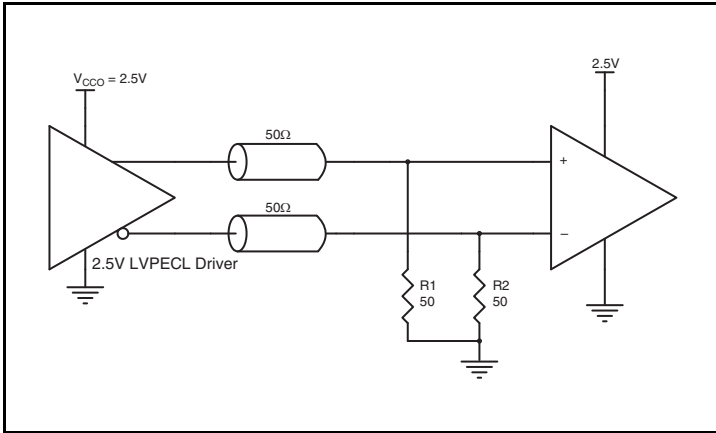 V_CCO = 2.5V
2.5V
50Ω
+
50Ω
−
2.5V LVPECL Driver
R1
50
R2
50